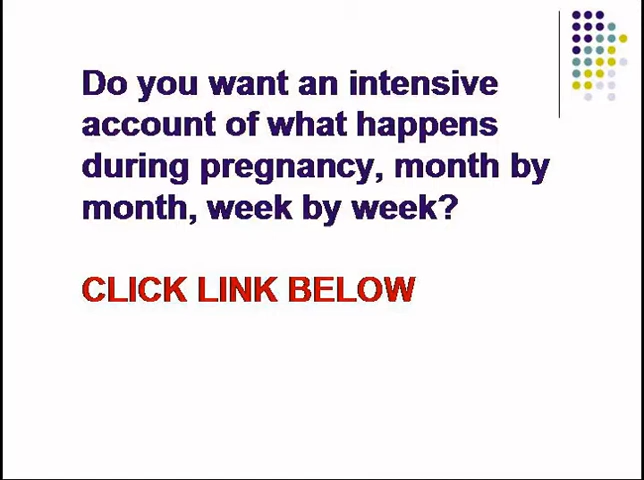 Do you want an intensive
account of what happens
during pregnancy, month by
month, week by week?
CLICK LINK BELOW